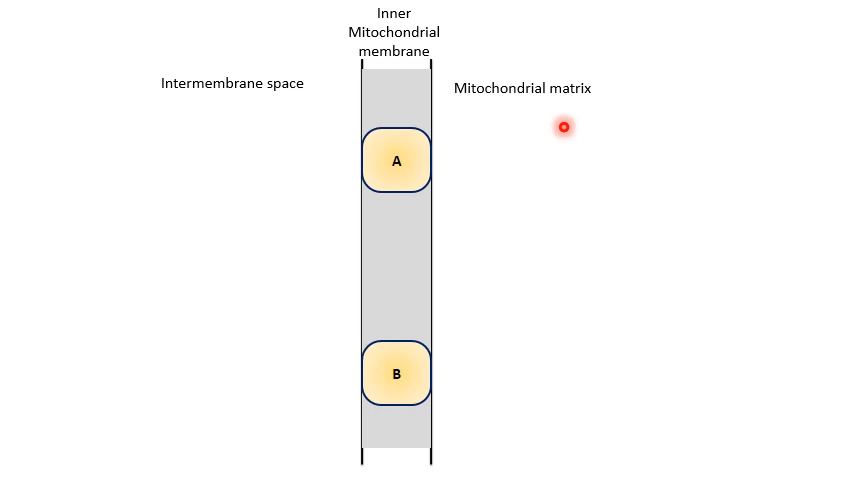 Inner
Mitochondrial
membrane
Intermembrane space
Mitochondrial matrix
A
B